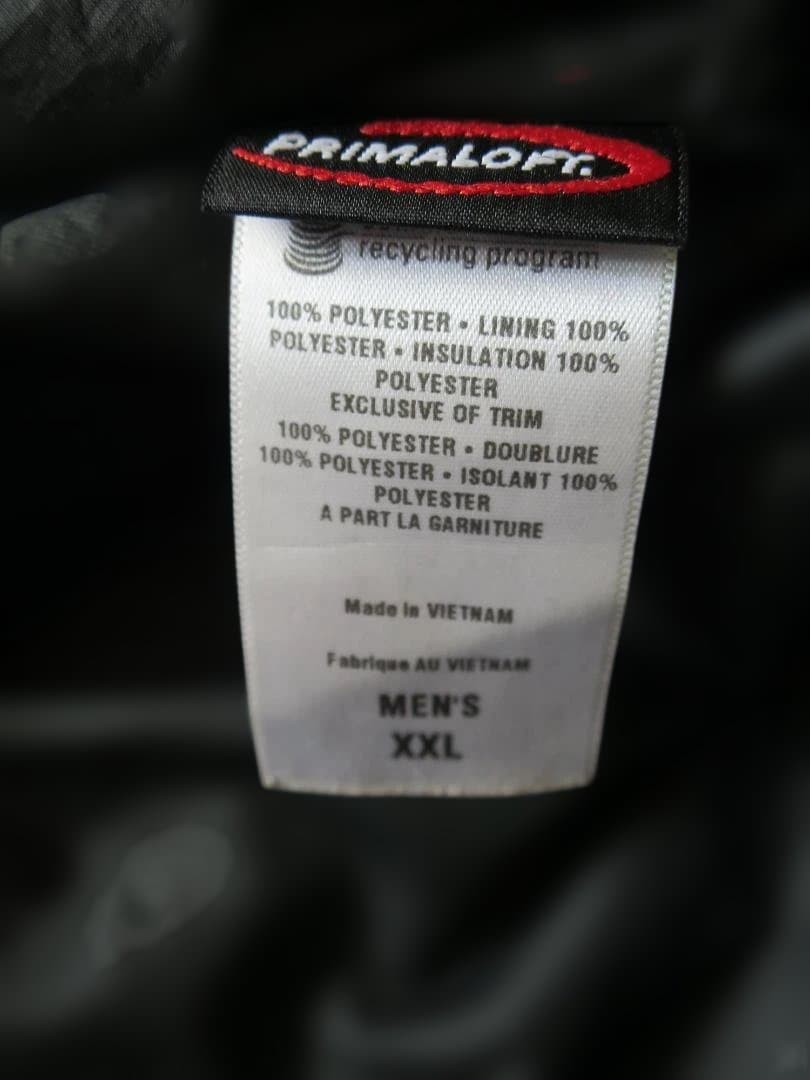 PRIMALOFT.
recycling program
100% POLYESTER • LINING 100%
POLYESTER • INSULATION 100%
POLYESTER
EXCLUSIVE OF TRIM
100% POLYESTER • DOUBLURE
100% POLYESTER • ISOLANT 100%
POLYESTER
A PART LA GARNITURE
Made in VIETNAM
Fabrique AU VIETNAM
MEN'S
XXL